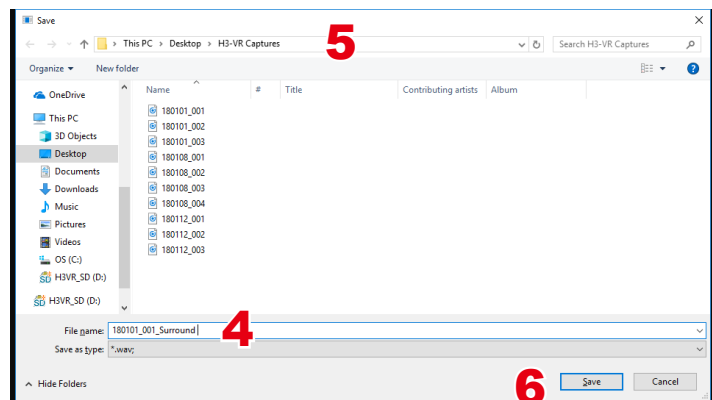 Save
This PC > Desktop > H3-VR Captures
5
Search H3-VR Captures
Organize
New folder
?
Name # Title Contributing artists Album
OneDrive
This PC
3D Objects
Desktop
Documents
Downloads
Music
Pictures
Videos
OS (C:)
SD H3VR_SD (D:)
SD H3VR_SD (D:)
180101_001
180101_002
180101_003
180108_001
180108_002
180108_003
180108_004
180112_001
180112_002
180112_003
File name: 180101_001_Surround
4
Save as type: *.wav;
Hide Folders
6
Save
Cancel